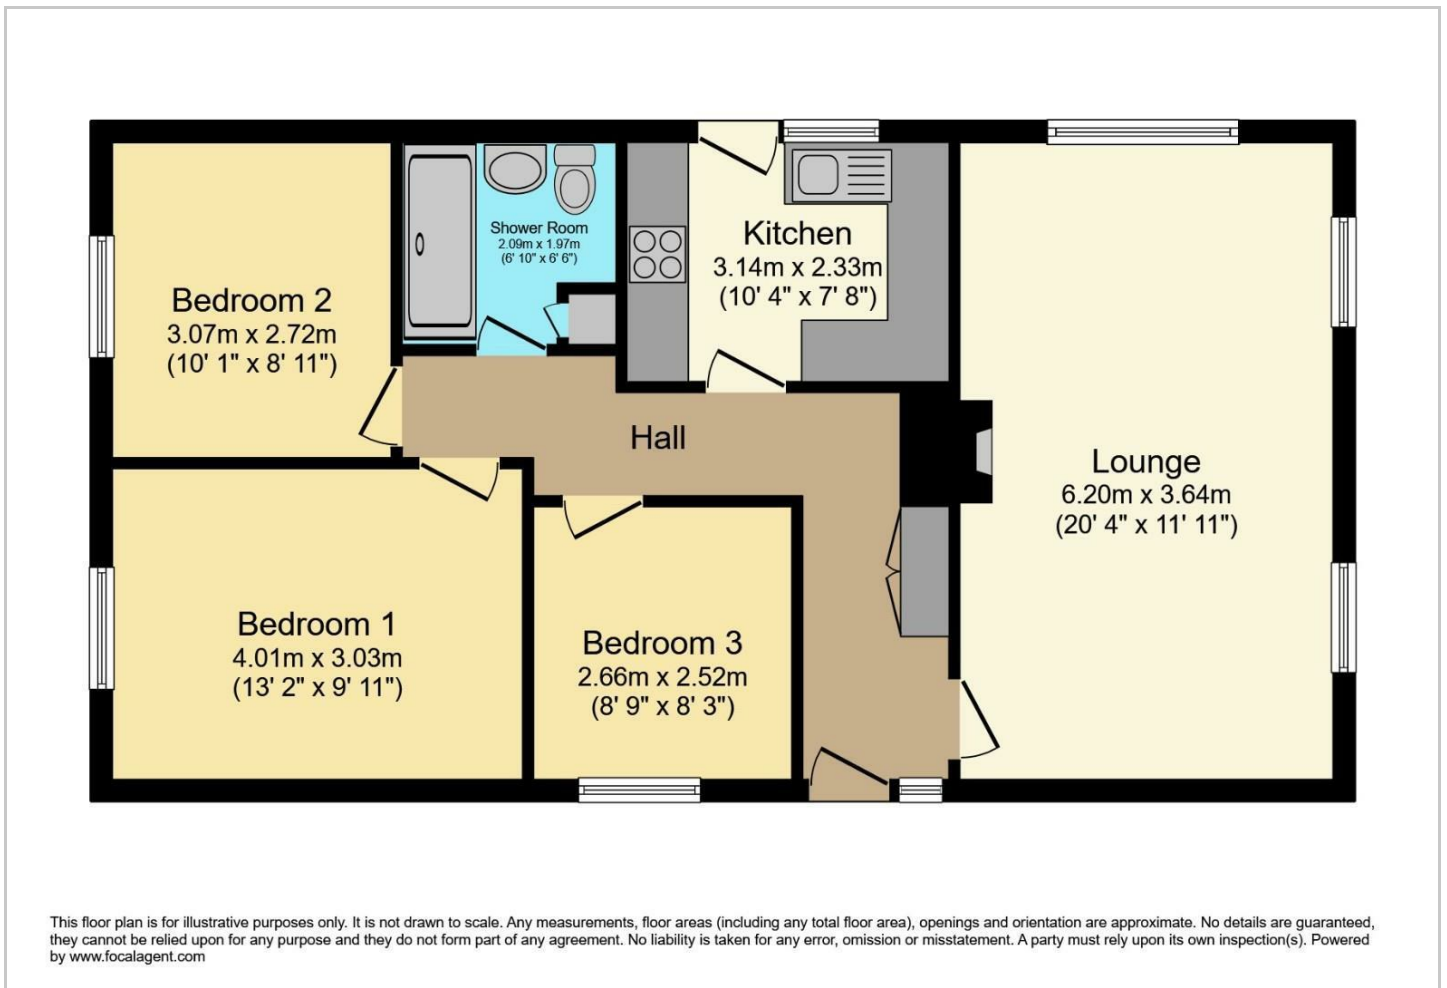 Shower Room
2.09m x 1.97m
(6' 10" x 6' 6")
Kitchen
3.14m x 2.33m
(10' 4" x 7' 8")
Bedroom 2
3.07m x 2.72m
(10' 1" x 8' 11")
Hall
Lounge
6.20m x 3.64m
(20' 4" x 11' 11")
Bedroom 1
4.01m x 3.03m
(13' 2" x 9' 11")
Bedroom 3
2.66m x 2.52m
(8' 9" x 8' 3")
This floor plan is for illustrative purposes only. It is not drawn to scale. Any measurements, floor areas (including any total floor area), openings and orientation are approximate. No details are guaranteed,
they cannot be relied upon for any purpose and they do not form part of any agreement. No liability is taken for any error, omission or misstatement. A party must rely upon its own inspection(s). Powered
by www.focalagent.com